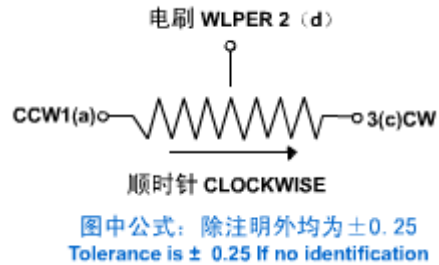 电刷 WLPER 2（d）
CCW1(a) 3(c)CW
顺时针 CLOCKWISE
图中公式：除注明外均为±0.25
Tolerance is ± 0.25 If no identification